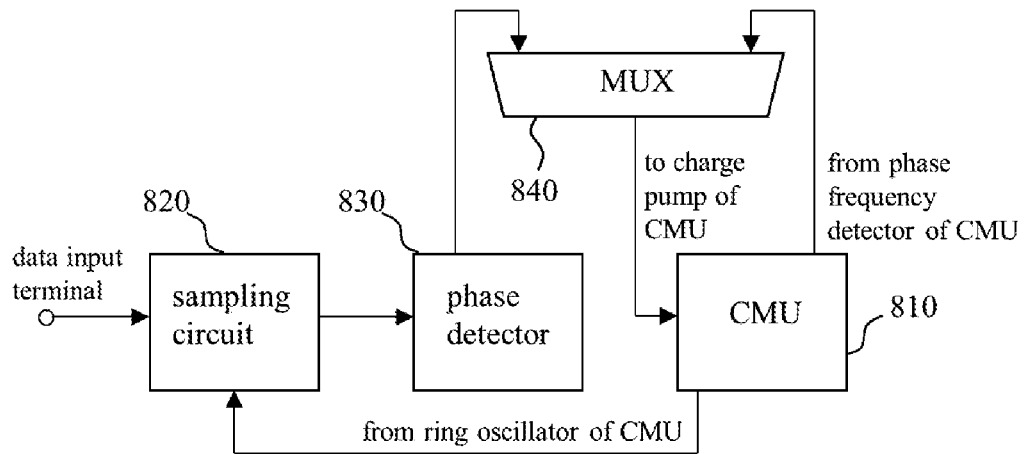 MUX
840
to charge
pump of
CMU
from phase
frequency
detector of CMU
820
830
data input
terminal
sampling
circuit
phase
detector
CMU
810
from ring oscillator of CMU